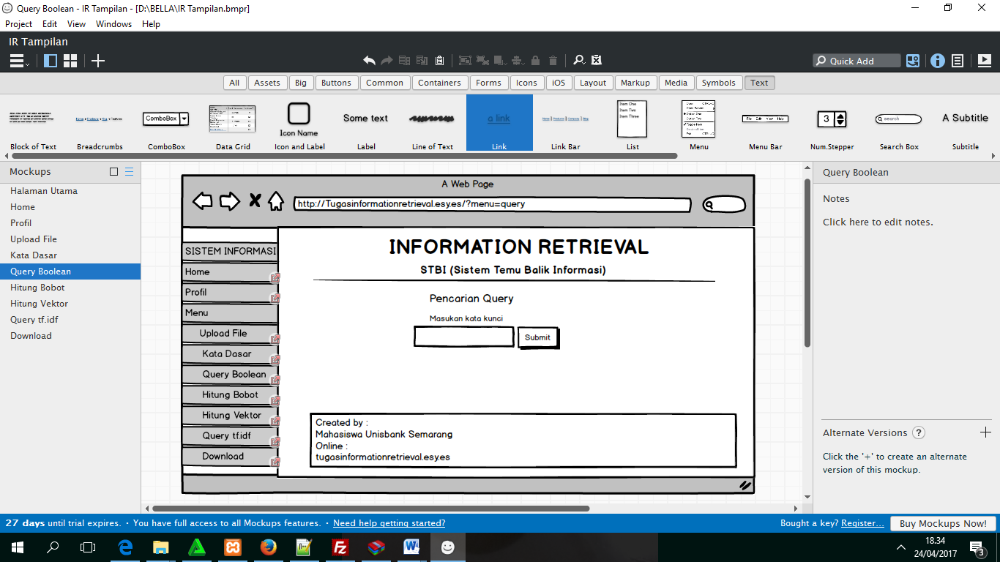 Query Boolean - IR Tampilan - [D:\BELLA\IR Tampilan.bmpr]
Project Edit View Windows Help
IR Tampilan
Quick Add
All Assets Big Buttons Common Containers Forms Icons iOS Layout Markup Media Symbols Text
ComboBox
Icon Name
Some text
a link
Item One
Item Two
Item Three
File Edit View Help
3
search
A Subtitle
Block of Text Breadcrumbs ComboBox Data Grid Icon and Label Label Line of Text Link Link Bar List Menu Menu Bar Num.Stepper Search Box Subtitle
Mockups
Halaman Utama
Home
Profil
Upload File
Kata Dasar
Query Boolean
Hitung Bobot
Hitung Vektor
Query tf.idf
Download
A Web Page
http://Tugasinformationretrieval.esy.es/?menu=query
SISTEM INFORMASI
Home
Profil
Menu
Upload File
Kata Dasar
Query Boolean
Hitung Bobot
Hitung Vektor
Query tf.idf
Download
INFORMATION RETRIEVAL
STBI (Sistem Temu Balik Informasi)
Pencarian Query
Masukan kata kunci
Submit
Created by :
Mahasiswa Unisbank Semarang
Online :
tugasinformationretrieval.esy.es
Query Boolean
Notes
Click here to edit notes.
Alternate Versions ?
Click the '+' to create an alternate
version of this mockup.
27 days until trial expires. · You have full access to all Mockups features. · Need help getting started?
Bought a key? Register... Buy Mockups Now!
18.34
24/04/2017
3